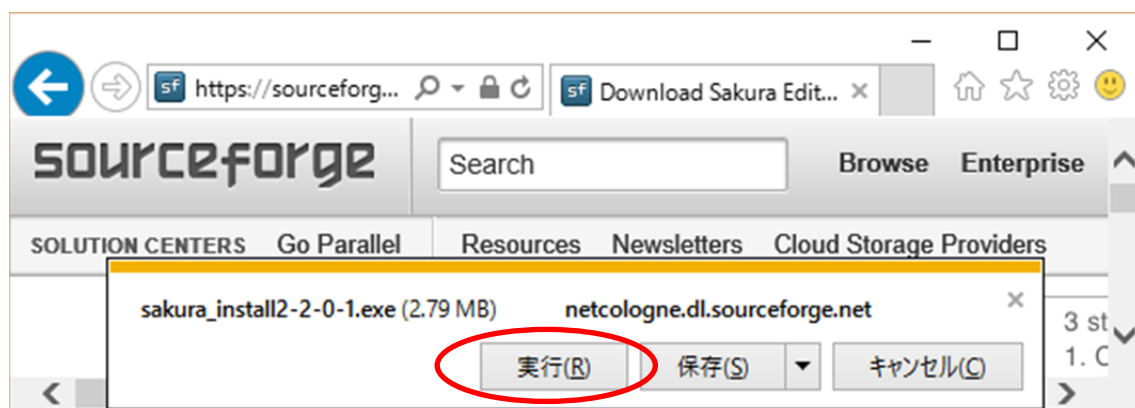 sf https://sourceforg... sf Download Sakura Edit...
sourceforge Search Browse Enterprise
SOLUTION CENTERS Go Parallel Resources Newsletters Cloud Storage Providers
sakura_install2-2-0-1.exe (2.79 MB) netcologne.dl.sourceforge.net
3 st
実行(R) 保存(S) キャンセル(C)
1. C